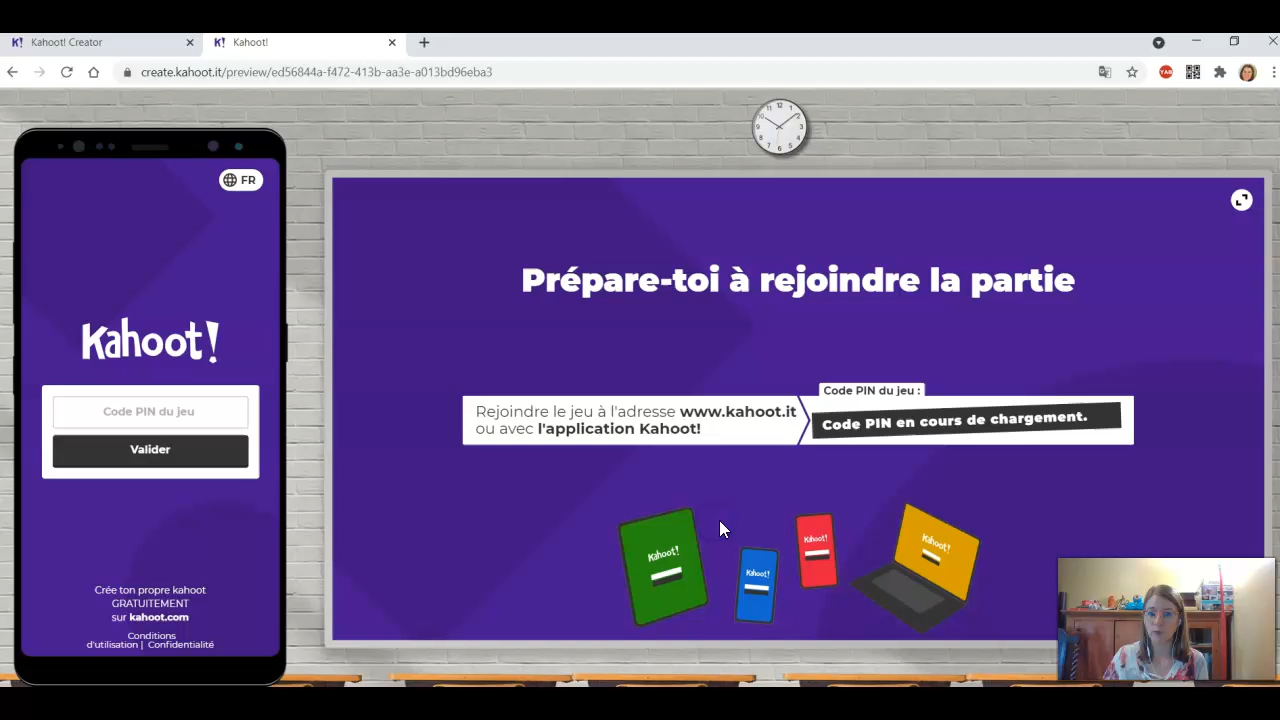 Kahoot! Creator
Kahoot!
create.kahoot.it/preview/ed56844a-f472-413b-aa3e-a013bd96eba3
FR
Kahoot!
Code PIN du jeu
Valider
Crée ton propre kahoot
GRATUITEMENT
sur kahoot.com
Conditions
d'utilisation | Confidentialité
Prépare-toi à rejoindre la partie
Code PIN du jeu :
Rejoindre le jeu à l'adresse www.kahoot.it
ou avec l'application Kahoot!
Code PIN en cours de chargement.
Kahoot!
Kahoot!
Kahoot!
Kahoot!